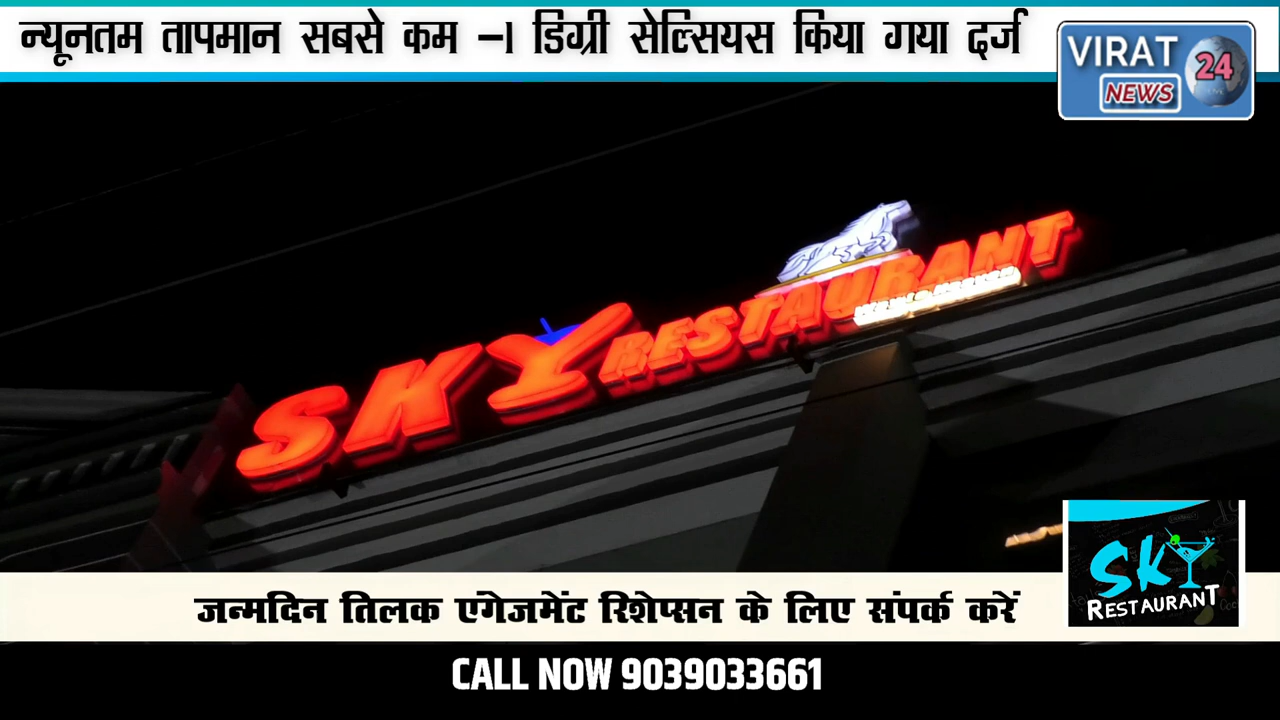 न्यूनतम तापमान सबसे कम -1 डिग्री सेल्सियस किया गया दर्ज
VIRAT
24
NEWS
SKY RESTAURANT
SKY
RESTAURANT
जन्मदिन तिलक एंगेजमेंट रिशेप्सन के लिए संपर्क करें
CALL NOW 9039033661